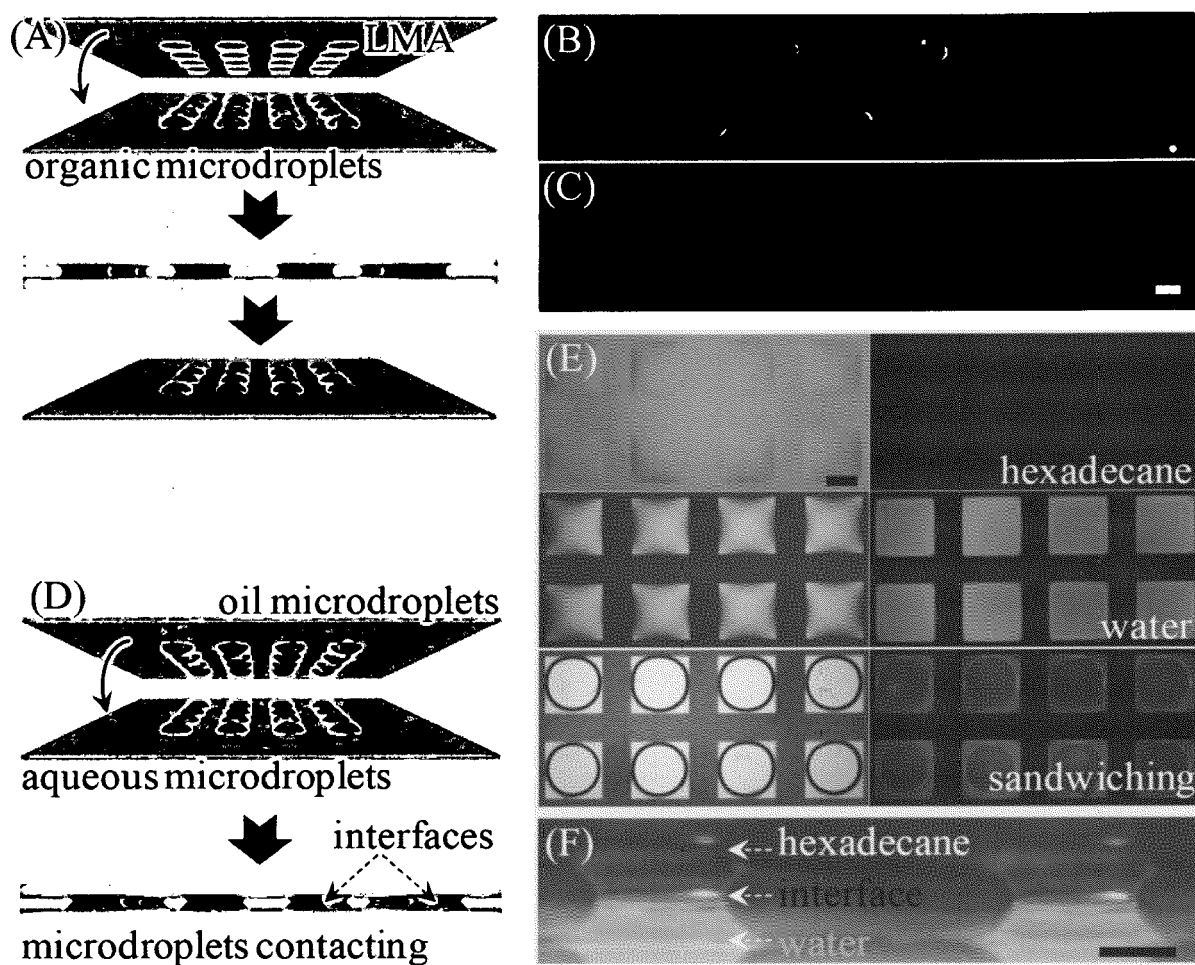 (A)
LMA
organic microdroplets
(B)
(C)
(D)
oil microdroplets
aqueous microdroplets
interfaces
microdroplets contacting
(E)
hexadecane
water
sandwiching
(F)
hexadecane
interface
water